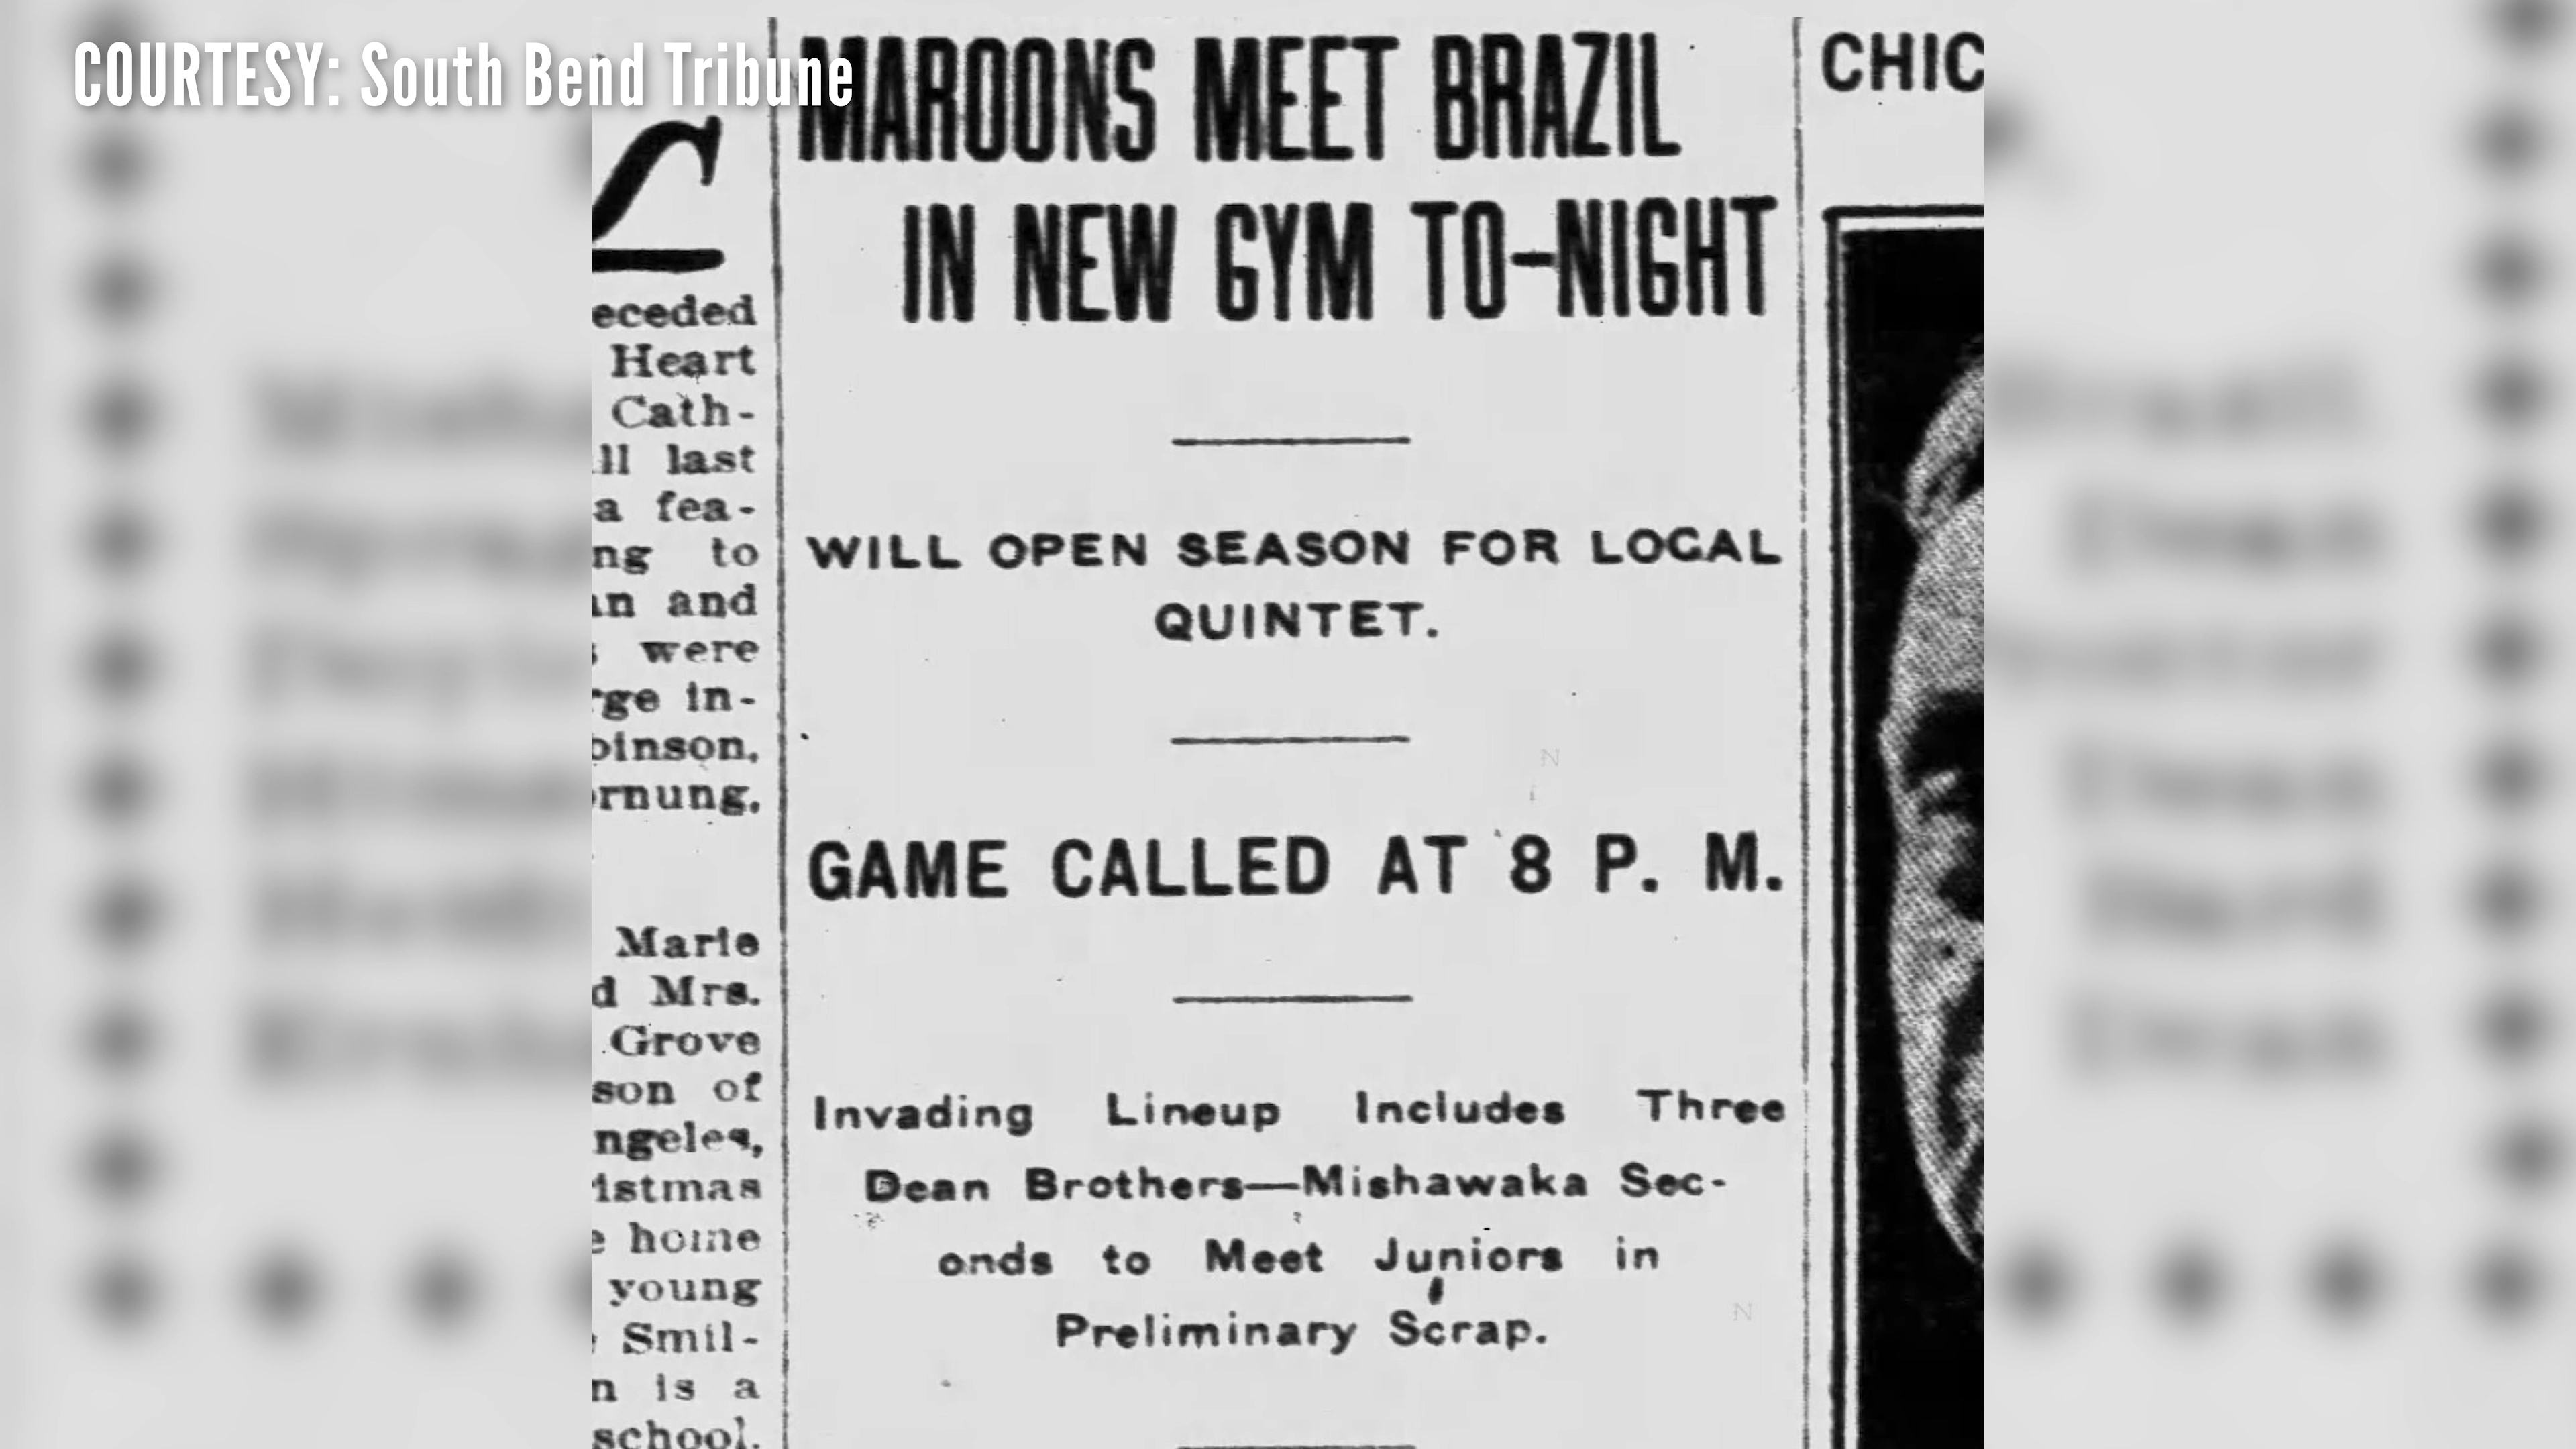 COURTESY: South Bend Tribune
eceded
Heart
Cath-
ll last
a fea-
ng to
an and
were
rge in-
binson,
ornung.
Marie
d Mrs.
Grove
son of
ngeles,
istmas
e home
young
Smil-
n is a
school.
MAROONS MEET BRAZIL
IN NEW GYM TO-NIGHT
WILL OPEN SEASON FOR LOCAL
QUINTET.
GAME CALLED AT 8 P. M.
Invading Lineup Includes Three
Dean Brothers—Mishawaka Sec-
onds to Meet Juniors in
Preliminary Scrap.
CHIC